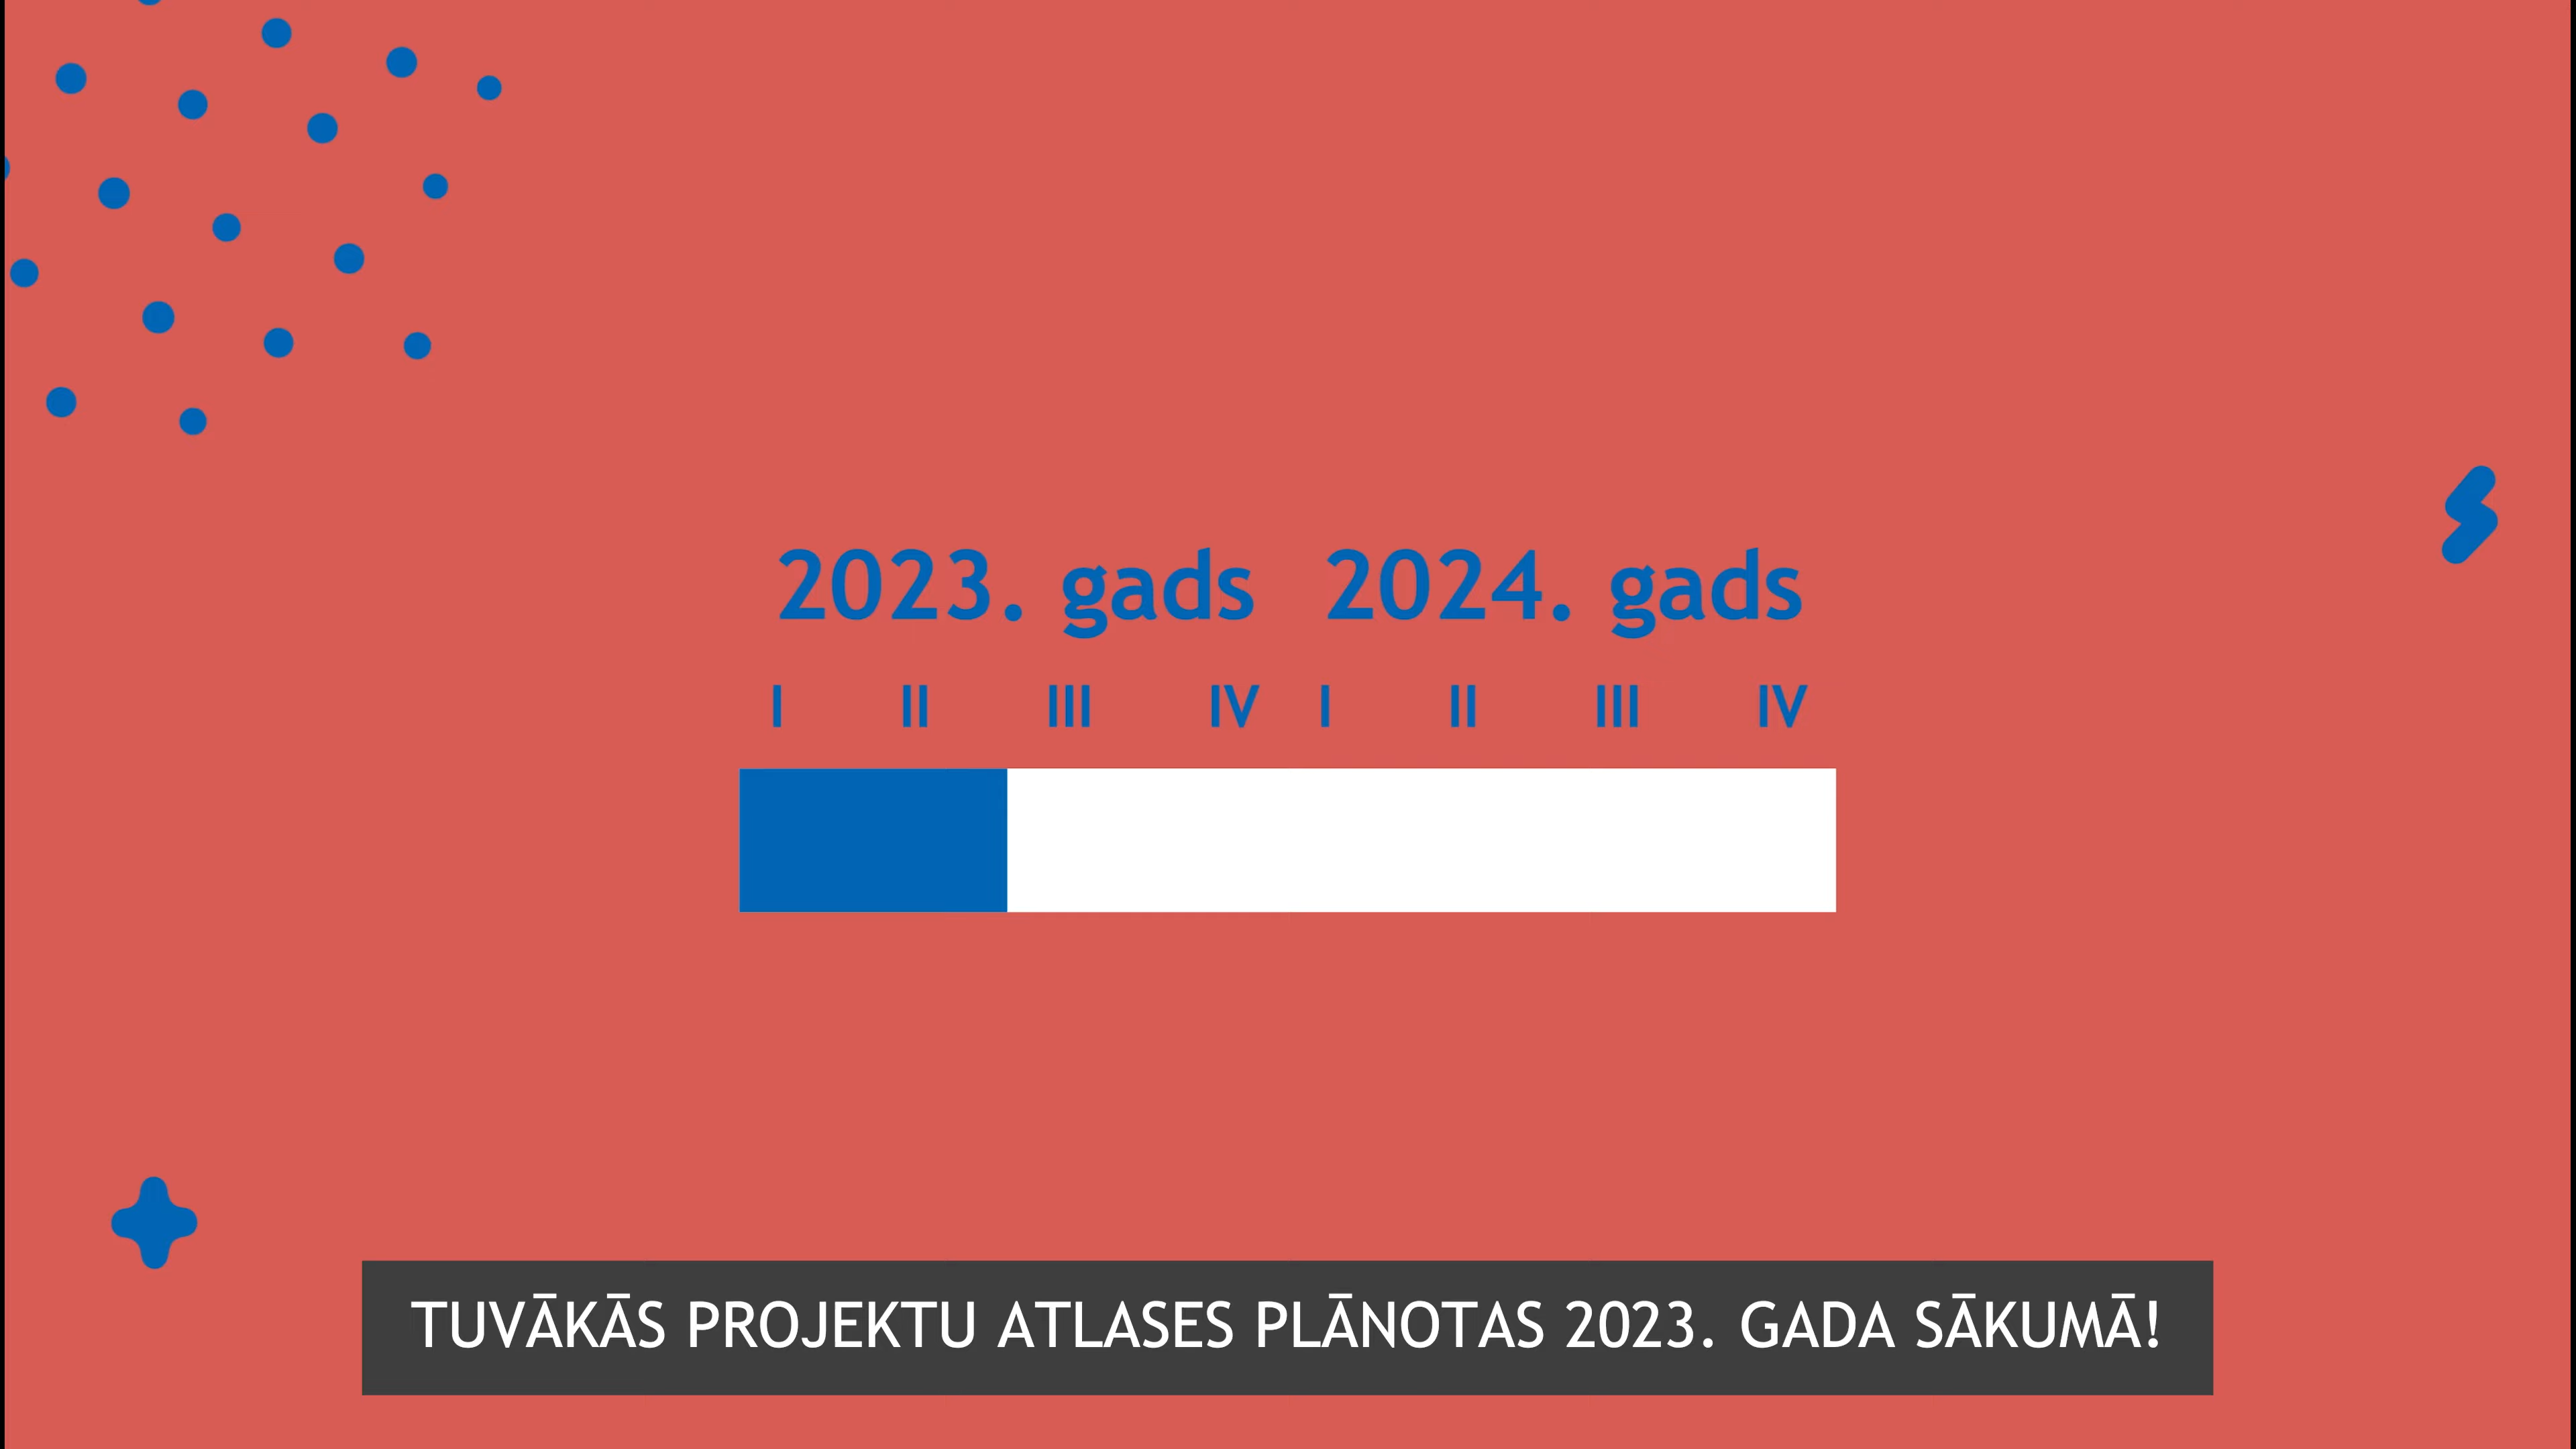 2023. gads 2024. gads
I II III IV I II III IV
TUVĀKĀS PROJEKTU ATLASES PLĀNOTAS 2023. GADA SĀKUMĀ!